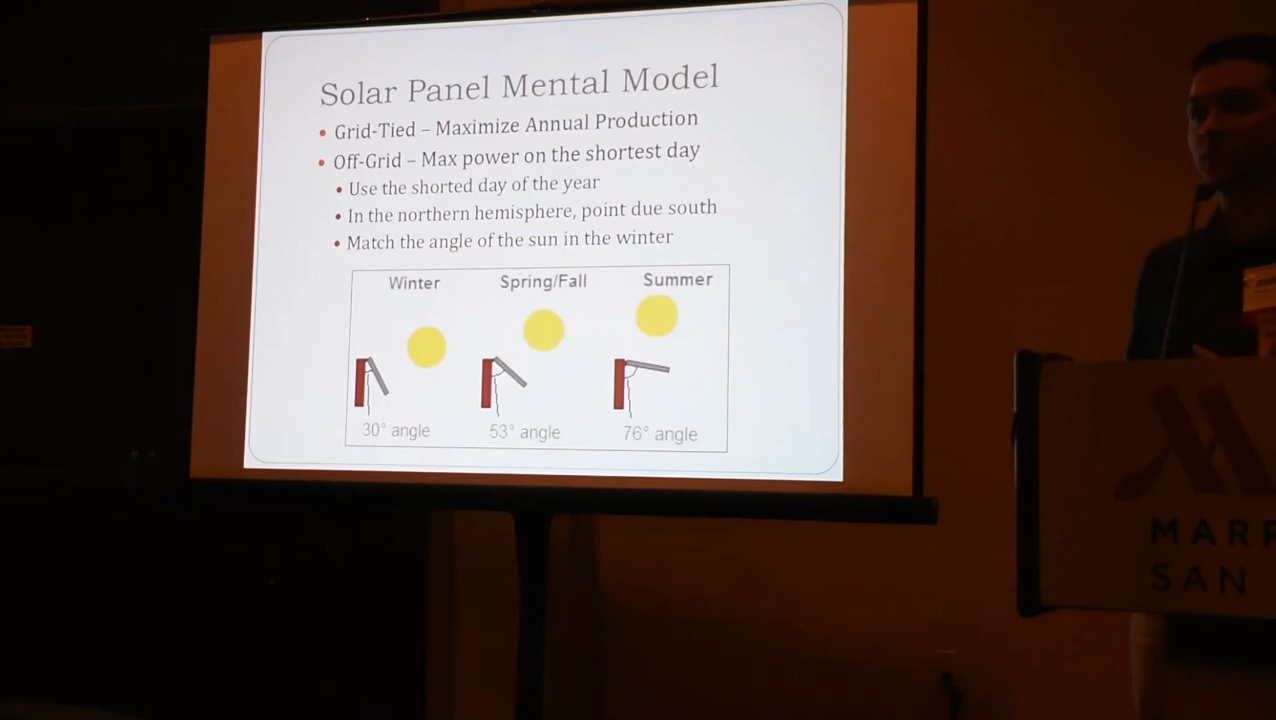 Solar Panel Mental Model
• Grid-Tied – Maximize Annual Production
• Off-Grid – Max power on the shortest day
• Use the shorted day of the year
• In the northern hemisphere, point due south
• Match the angle of the sun in the winter
Winter Spring/Fall Summer
30° angle 53° angle 76° angle
MARR
SAN